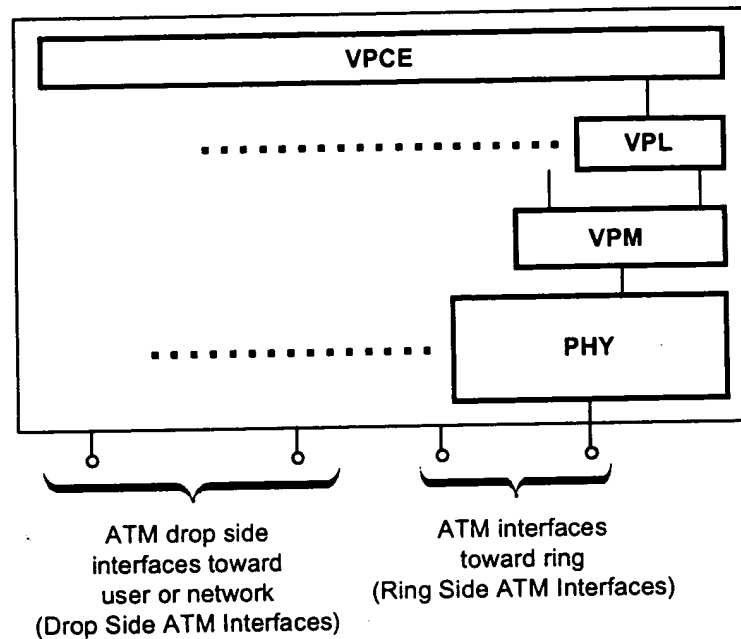 VPCE
VPL
VPM
PHY
ATM drop side
interfaces toward
user or network
(Drop Side ATM Interfaces)
ATM interfaces
toward ring
(Ring Side ATM Interfaces)